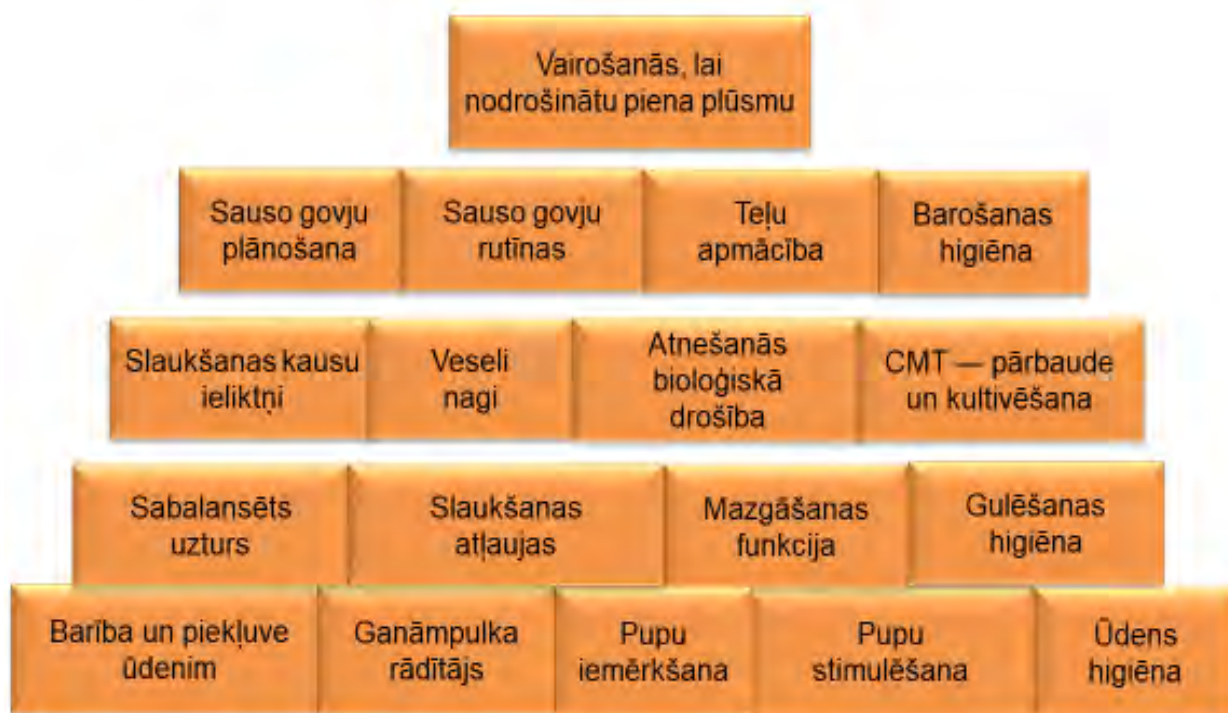 Vairošanās, lai
nodrošinātu piena plūsmu
Sauso govju
plānošana
Sauso govju
rutīnas
Teļu
apmācība
Barošanas
higiēna
Slaukšanas kausu
ieliktņi
Veseli
nagi
Atnešanās
bioloģiskā
drošība
CMT — pārbaude
un kultivēšana
Sabalansēts
uzturs
Slaukšanas
atļaujas
Mazgāšanas
funkcija
Gulēšanas
higiēna
Barība un piekļuve
ūdenim
Ganāmpulka
rādītājs
Pupu
iemērkšana
Pupu
stimulēšana
Ūdens
higiēna